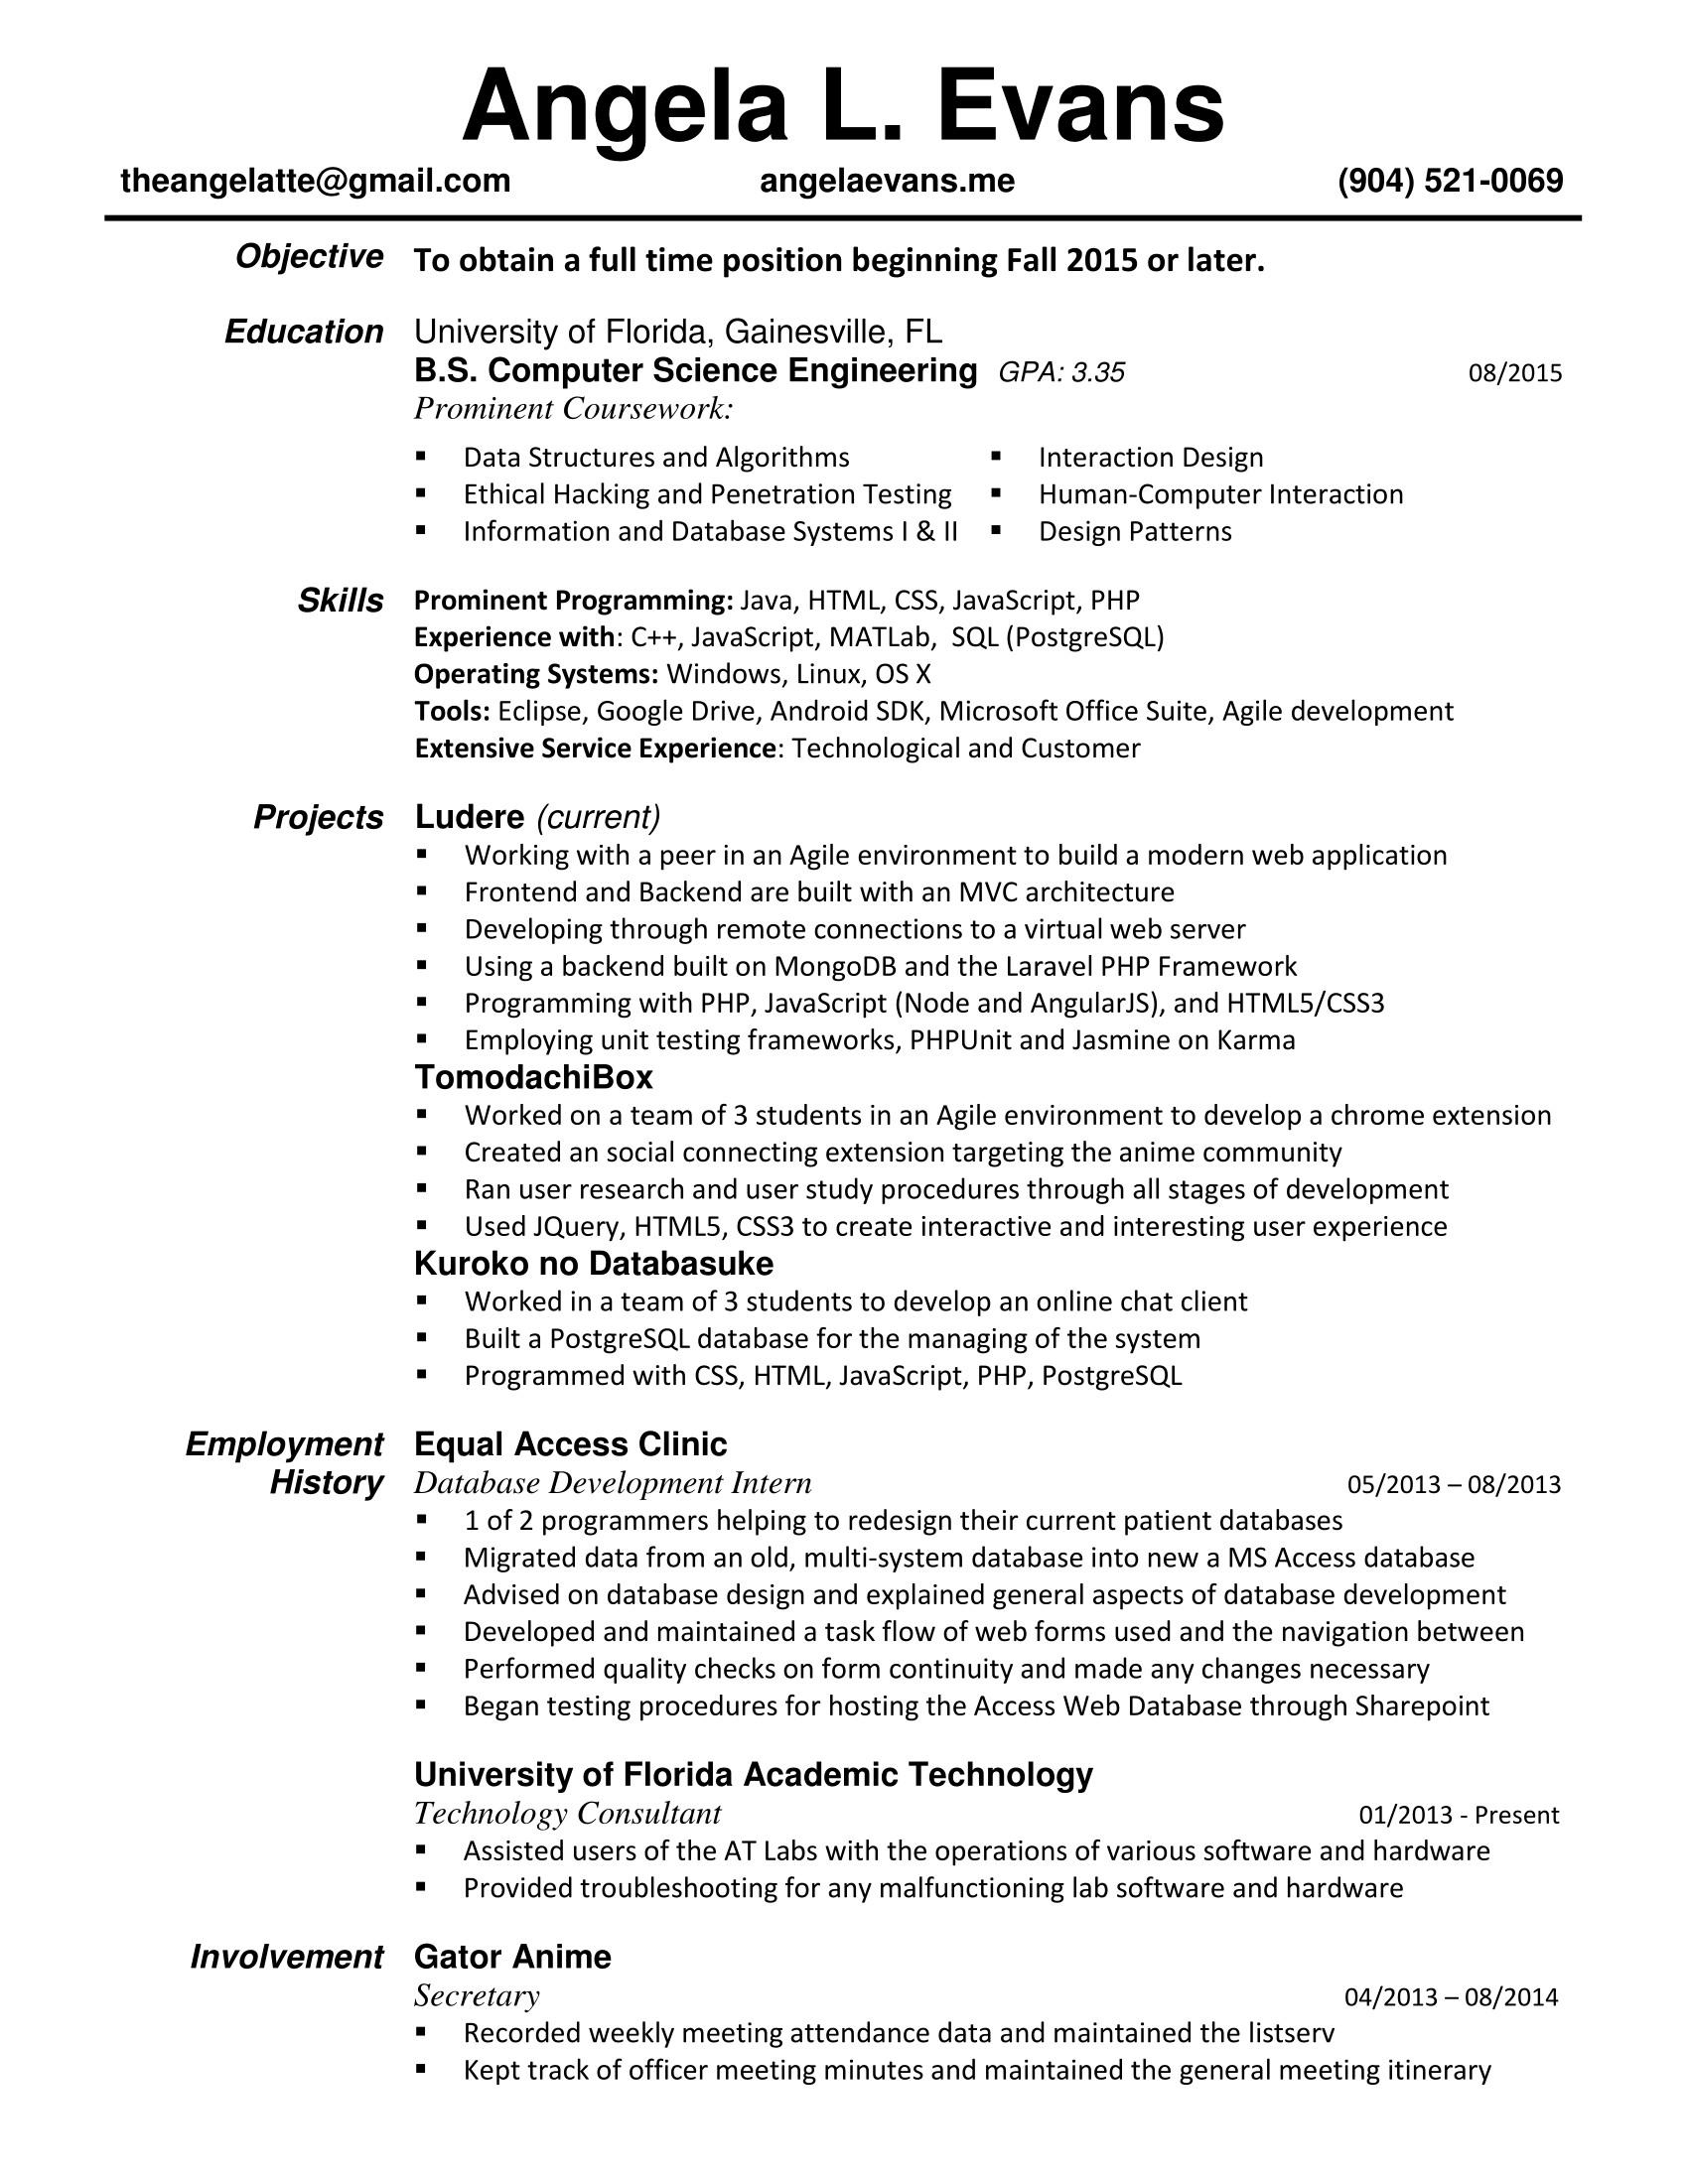 Angela L. Evans
theangelatte@gmail.com angelaevans.me (904) 521-0069
Objective To obtain a full time position beginning Fall 2015 or later.
Education University of Florida, Gainesville, FL
B.S. Computer Science Engineering GPA: 3.35 08/2015
Prominent Coursework:
▪ Data Structures and Algorithms ▪ Interaction Design
▪ Ethical Hacking and Penetration Testing ▪ Human-Computer Interaction
▪ Information and Database Systems I & II ▪ Design Patterns
Skills Prominent Programming: Java, HTML, CSS, JavaScript, PHP
Experience with: C++, JavaScript, MATLab, SQL (PostgreSQL)
Operating Systems: Windows, Linux, OS X
Tools: Eclipse, Google Drive, Android SDK, Microsoft Office Suite, Agile development
Extensive Service Experience: Technological and Customer
Projects Ludere (current)
▪ Working with a peer in an Agile environment to build a modern web application
▪ Frontend and Backend are built with an MVC architecture
▪ Developing through remote connections to a virtual web server
▪ Using a backend built on MongoDB and the Laravel PHP Framework
▪ Programming with PHP, JavaScript (Node and AngularJS), and HTML5/CSS3
▪ Employing unit testing frameworks, PHPUnit and Jasmine on Karma
TomodachiBox
▪ Worked on a team of 3 students in an Agile environment to develop a chrome extension
▪ Created an social connecting extension targeting the anime community
▪ Ran user research and user study procedures through all stages of development
▪ Used JQuery, HTML5, CSS3 to create interactive and interesting user experience
Kuroko no Databasuke
▪ Worked in a team of 3 students to develop an online chat client
▪ Built a PostgreSQL database for the managing of the system
▪ Programmed with CSS, HTML, JavaScript, PHP, PostgreSQL
Employment Equal Access Clinic
History Database Development Intern 05/2013 – 08/2013
▪ 1 of 2 programmers helping to redesign their current patient databases
▪ Migrated data from an old, multi-system database into new a MS Access database
▪ Advised on database design and explained general aspects of database development
▪ Developed and maintained a task flow of web forms used and the navigation between
▪ Performed quality checks on form continuity and made any changes necessary
▪ Began testing procedures for hosting the Access Web Database through Sharepoint
University of Florida Academic Technology
Technology Consultant 01/2013 - Present
▪ Assisted users of the AT Labs with the operations of various software and hardware
▪ Provided troubleshooting for any malfunctioning lab software and hardware
Involvement Gator Anime
Secretary 04/2013 – 08/2014
▪ Recorded weekly meeting attendance data and maintained the listserv
▪ Kept track of officer meeting minutes and maintained the general meeting itinerary